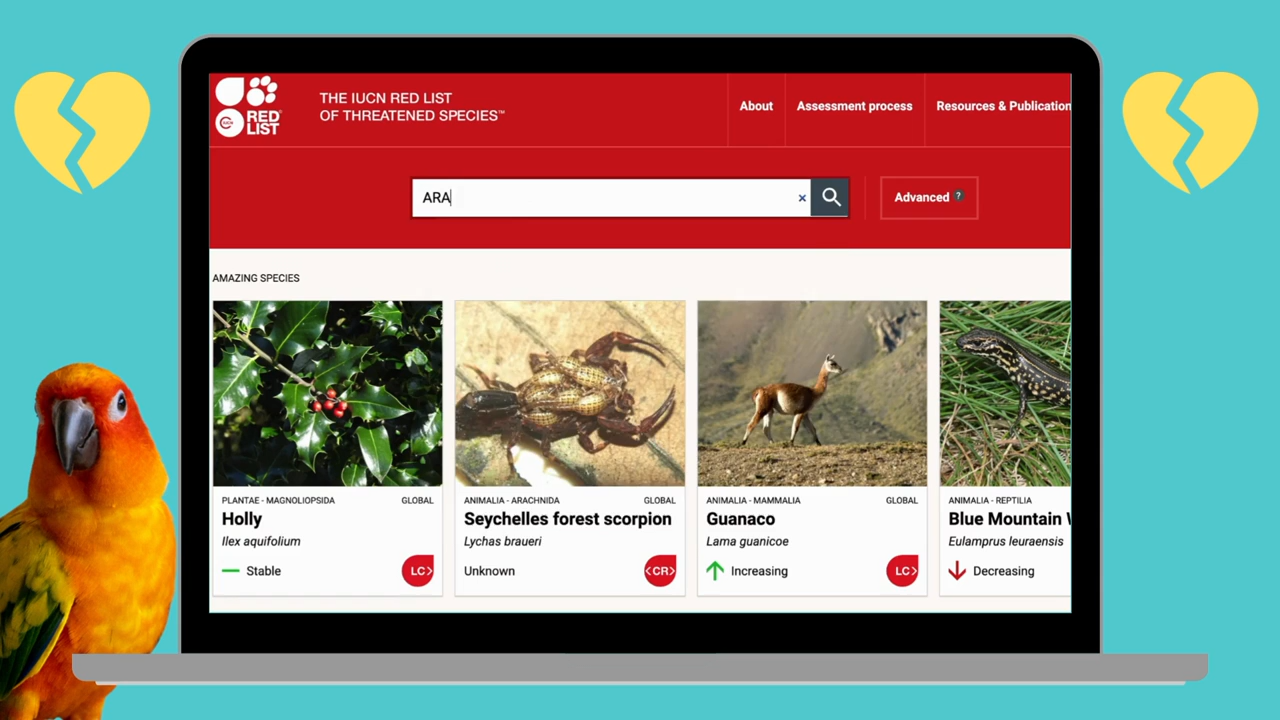 RED
LIST
IUCN
THE IUCN RED LIST
OF THREATENED SPECIES™
About
Assessment process
Resources & Publication
ARA
×
Advanced ?
AMAZING SPECIES
PLANTAE - MAGNOLIOPSIDA GLOBAL
Holly
Ilex aquifolium
Stable LC>
ANIMALIA - ARACHNIDA GLOBAL
Seychelles forest scorpion
Lychas braueri
Unknown <CR>
ANIMALIA - MAMMALIA GLOBAL
Guanaco
Lama guanicoe
Increasing LC>
ANIMALIA - REPTILIA
Blue Mountain
Eulamprus leuraensis
Decreasing